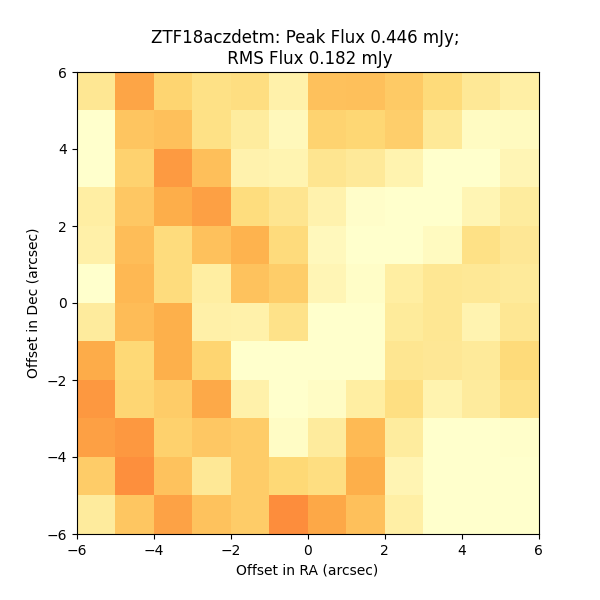 ZTF18aczdetm: Peak Flux 0.446 mJy;
RMS Flux 0.182 mJy
6
4
2
0
−2
−4
−6
Offset in Dec (arcsec)
−6 −4 −2 0 2 4 6
Offset in RA (arcsec)